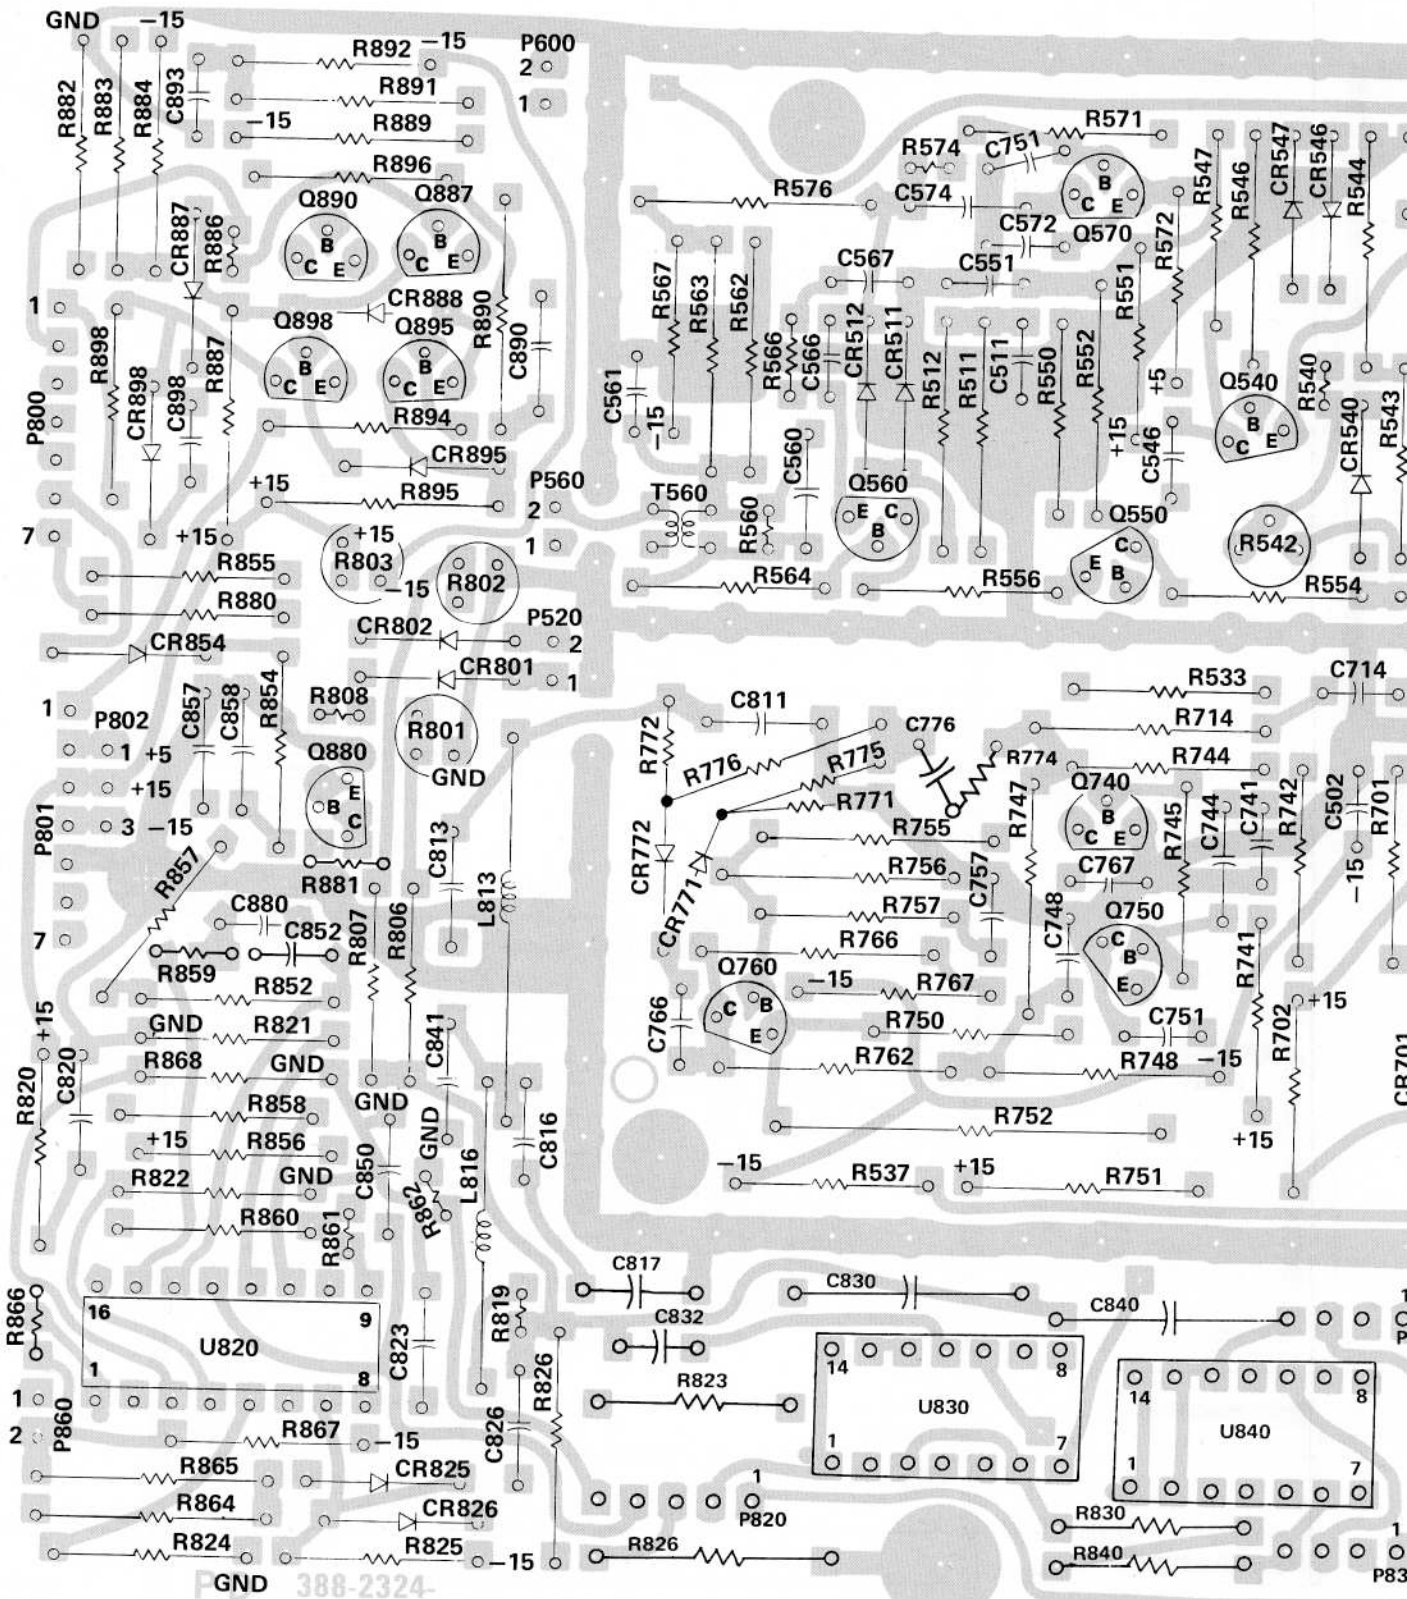 GND
−15
R882
R883
R884
C893
R892
−15
P600
2
1
R891
−15
R889
R896
Q890
B
C
E
Q887
B
C
E
CR887
R886
CR888
R890
C890
1
R898
R887
Q898
B
C
E
Q895
B
C
E
P800
CR898
C898
R894
CR895
+15
R895
P560
2
1
7
+15
+15
R803
−15
R802
R855
R880
CR854
CR802
P520
2
CR801
1
R571
R574
C751
R576
C574
C572
B
C
E
Q570
R547
R546
CR547
CR546
R544
R572
R567
R563
R562
C567
C551
R551
R566
C566
CR512
CR511
R512
R511
C511
R550
R552
C561
−15
+5
+15
Q540
B
C
E
R540
CR540
R543
C546
C560
Q560
E
C
B
T560
R560
Q550
C
E
B
R542
R564
R556
R554
1
P802
1 +5
+15
3 −15
P801
7
C857
C858
R854
R808
R801
GND
Q880
E
B
C
R857
R881
C813
L813
C880
C852
R807
R806
R859
R852
GND
R821
R868
GND
GND
C841
GND
+15
R820
C820
R858
+15
R856
R822
GND
C850
R862
L816
C816
R860
R861
R772
C811
C776
R776
R775
R774
R771
CR772
CR771
R755
R756
C757
R757
R766
Q760
C
B
E
−15
R767
C766
R750
R762
R747
C748
R533
C714
R714
R744
Q740
B
C
E
R745
C744
C741
R742
C502
−15
R701
C767
Q750
C
B
E
R741
+15
R702
C751
R748
−15
CR701
R752
+15
−15
R537
+15
R751
R866
16
9
U820
1
8
C823
R819
R826
C826
1
2
P860
R867
−15
R865
CR825
R864
CR826
R824
GND
R825
−15
388-2324-
C817
C832
C830
C840
1
R823
14
8
U830
1
7
14
8
U840
1
7
1
P820
R826
R830
R840
1
P83